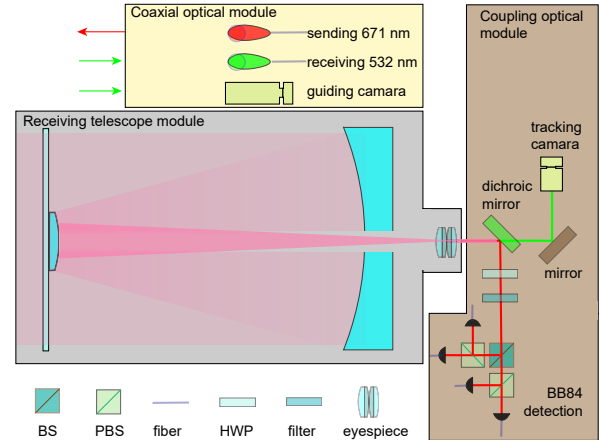 Coaxial optical module
sending 671 nm
receiving 532 nm
guiding camara
Coupling optical
module
Receiving telescope module
tracking
camara
dichroic
mirror
mirror
BB84
detection
BS
PBS
fiber
HWP
filter
eyespiece